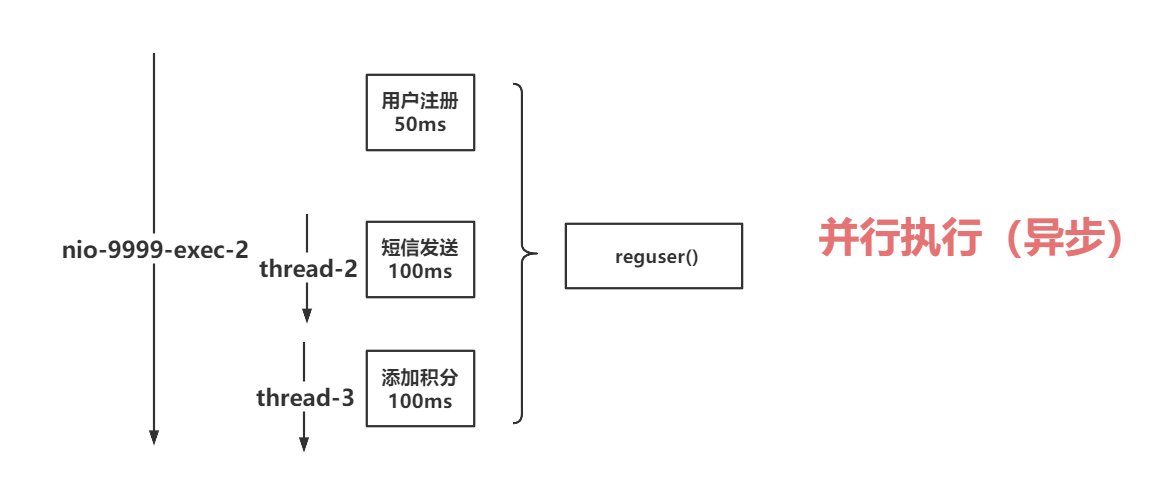 用户注册
50ms
nio-9999-exec-2
thread-2
短信发送
100ms
reguser()
并行执行（异步）
thread-3
添加积分
100ms